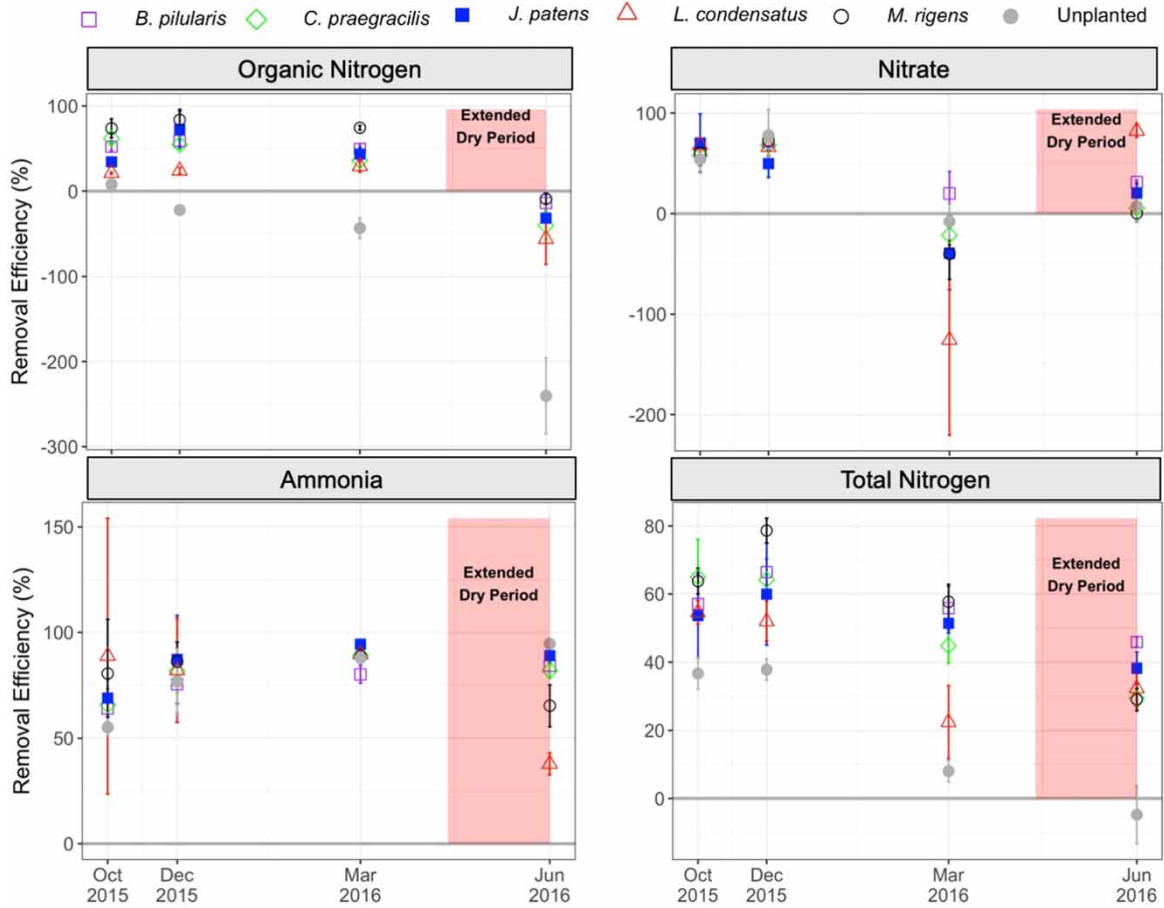 B. pilularis C. praegracilis J. patens L. condensatus M. rigens Unplanted
Organic Nitrogen
Removal Efficiency (%)
100
0
-100
-200
-300
Extended
Dry Period
Nitrate
100
0
-100
-200
Extended
Dry Period
Ammonia
Removal Efficiency (%)
150
100
50
0
Extended
Dry Period
Oct
2015
Dec
2015
Mar
2016
Jun
2016
Total Nitrogen
80
60
40
20
0
Extended
Dry Period
Oct
2015
Dec
2015
Mar
2016
Jun
2016